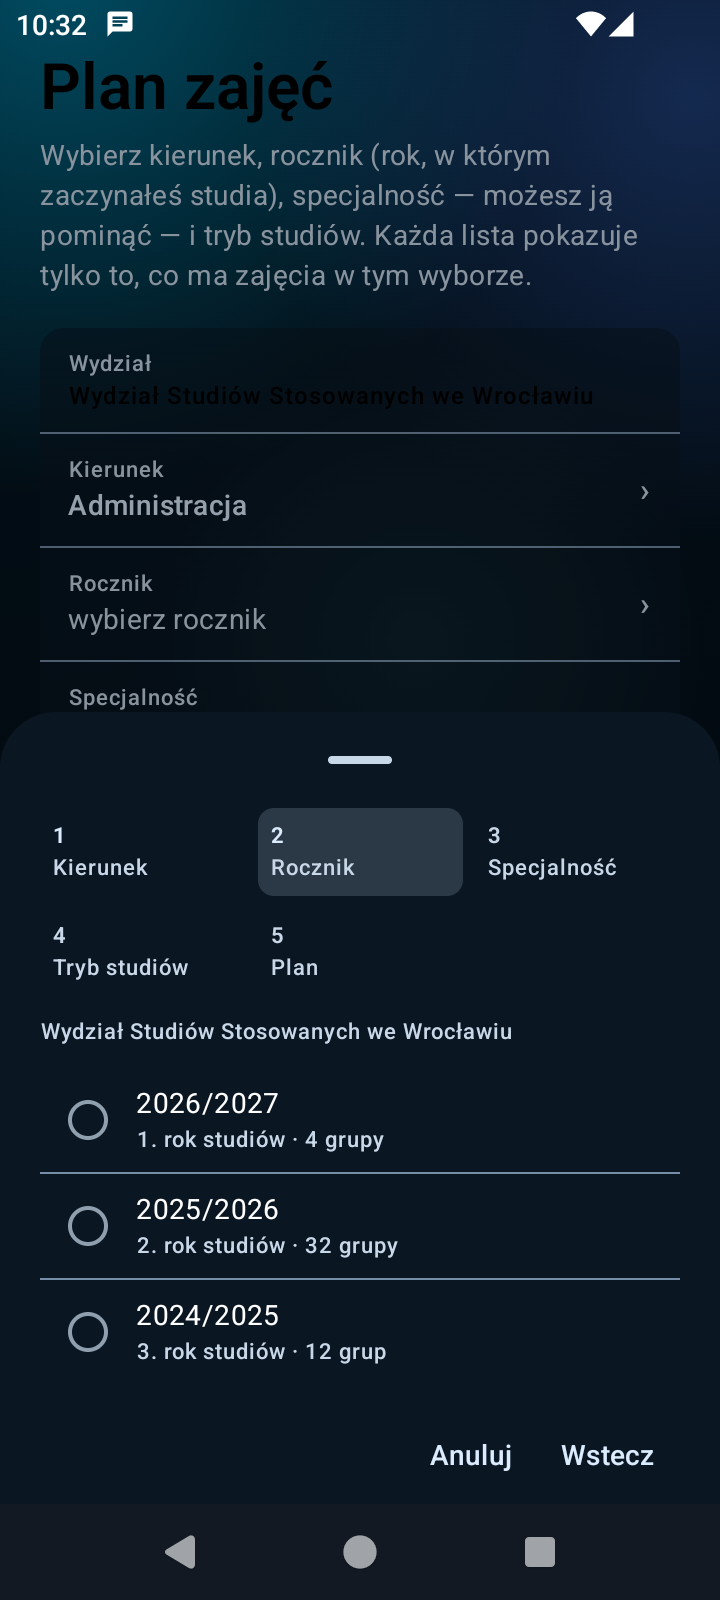 10:32
Plan zajęć
Wybierz kierunek, rocznik (rok, w którym
zaczynałeś studia), specjalność — możesz ją
pominąć — i tryb studiów. Każda lista pokazuje
tylko to, co ma zajęcia w tym wyborze.
Wydział
Wydział Studiów Stosowanych we Wrocławiu
Kierunek
Administracja
Rocznik
wybierz rocznik
Specjalność
1
Kierunek
2
Rocznik
3
Specjalność
4
Tryb studiów
5
Plan
Wydział Studiów Stosowanych we Wrocławiu
2026/2027
1. rok studiów · 4 grupy
2025/2026
2. rok studiów · 32 grupy
2024/2025
3. rok studiów · 12 grup
Anuluj
Wstecz